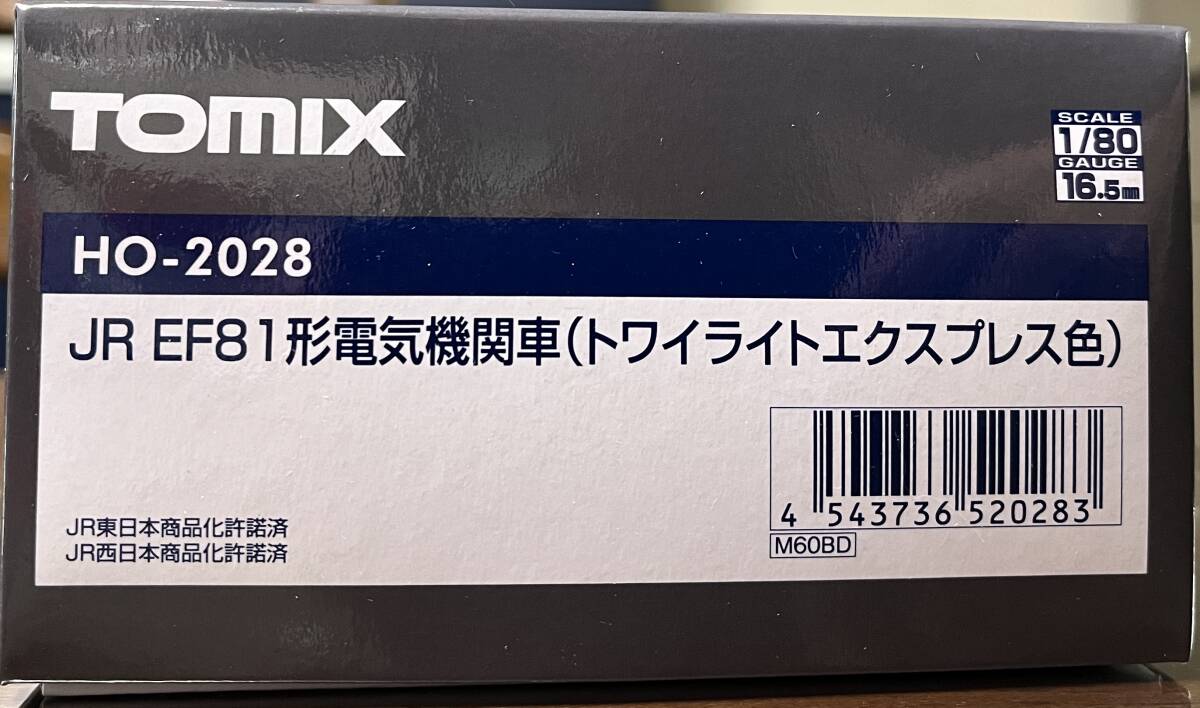 TOMIX
SCALE
1/80
GAUGE
16.5mm
HO-2028
JR EF81形電気機関車(トワイライトエクスプレス色)
4 543736 520283
M60BD
JR東日本商品化許諾済
JR西日本商品化許諾済